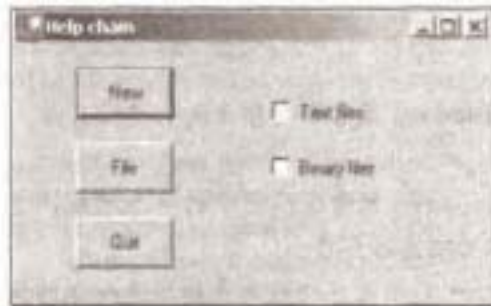 Help chain
New
Text files
File
Binary files
Quit